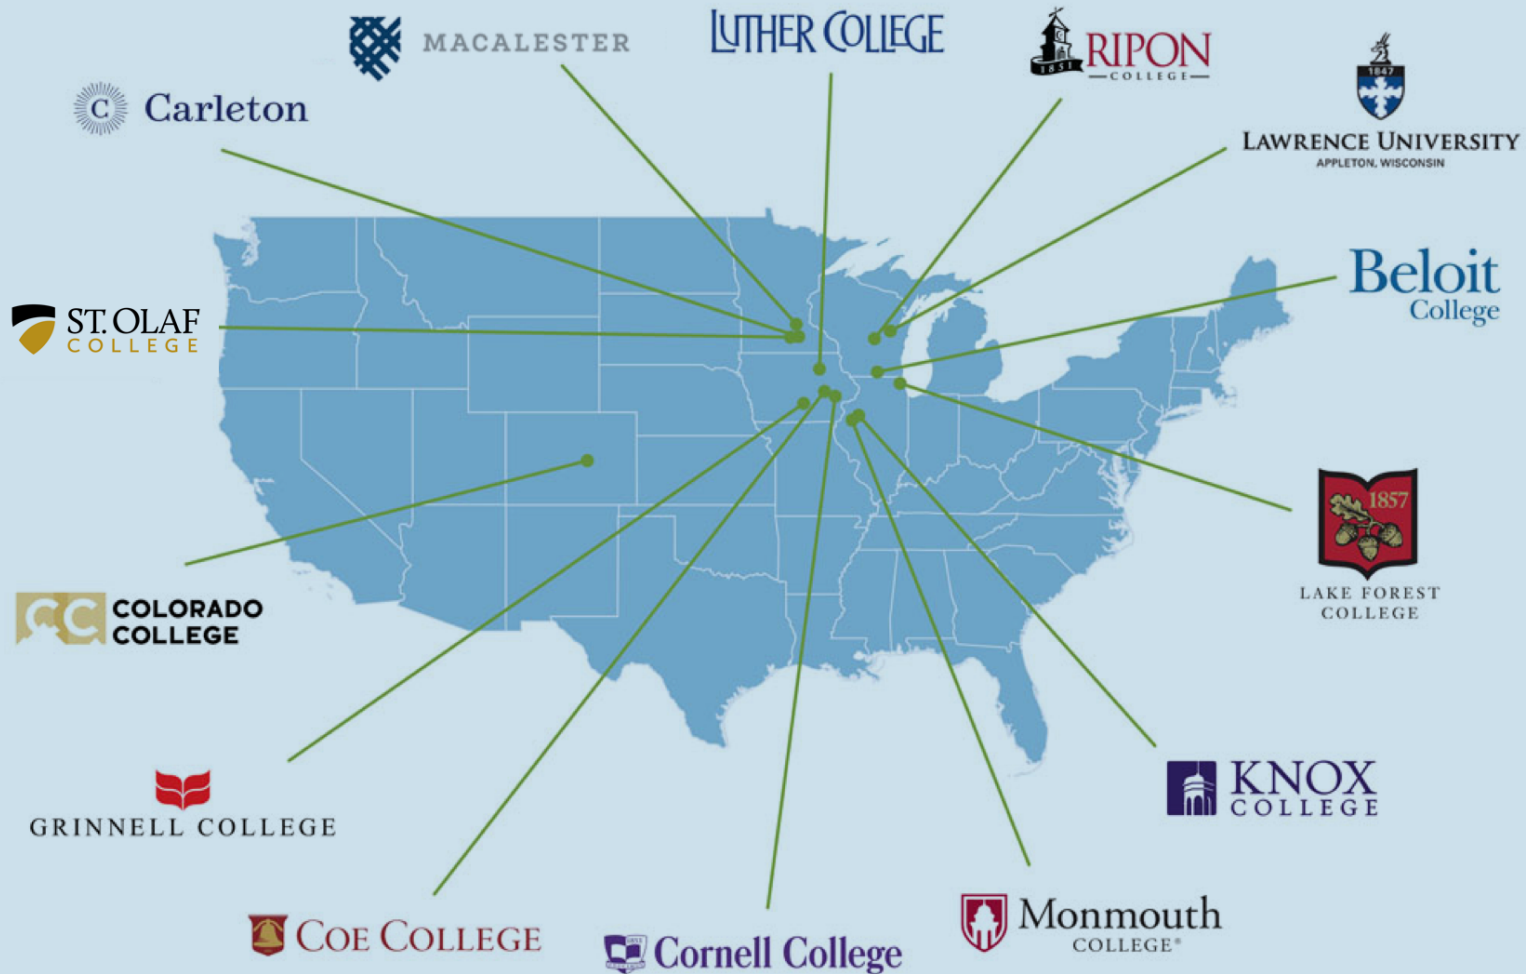 MACALESTER
LUTHER COLLEGE
1851
RIPON
COLLEGE
1847
LAWRENCE UNIVERSITY
APPLETON, WISCONSIN
C
Carleton
Beloit
College
ST. OLAF
COLLEGE
1857
LAKE FOREST
COLLEGE
CC
COLORADO
COLLEGE
KNOX
COLLEGE
GRINNELL COLLEGE
COE COLLEGE
Cornell College
Monmouth
COLLEGE®